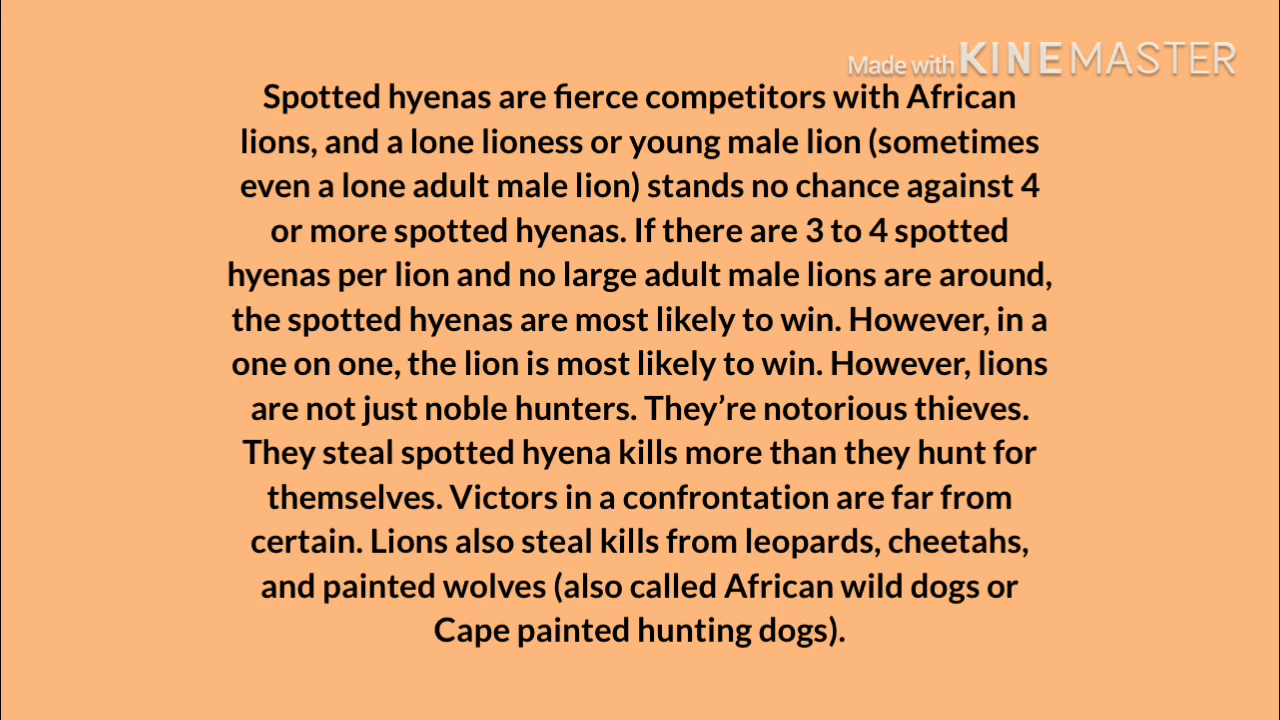 Made with KINEMASTER
Spotted hyenas are fierce competitors with African
lions, and a lone lioness or young male lion (sometimes
even a lone adult male lion) stands no chance against 4
or more spotted hyenas. If there are 3 to 4 spotted
hyenas per lion and no large adult male lions are around,
the spotted hyenas are most likely to win. However, in a
one on one, the lion is most likely to win. However, lions
are not just noble hunters. They’re notorious thieves.
They steal spotted hyena kills more than they hunt for
themselves. Victors in a confrontation are far from
certain. Lions also steal kills from leopards, cheetahs,
and painted wolves (also called African wild dogs or
Cape painted hunting dogs).